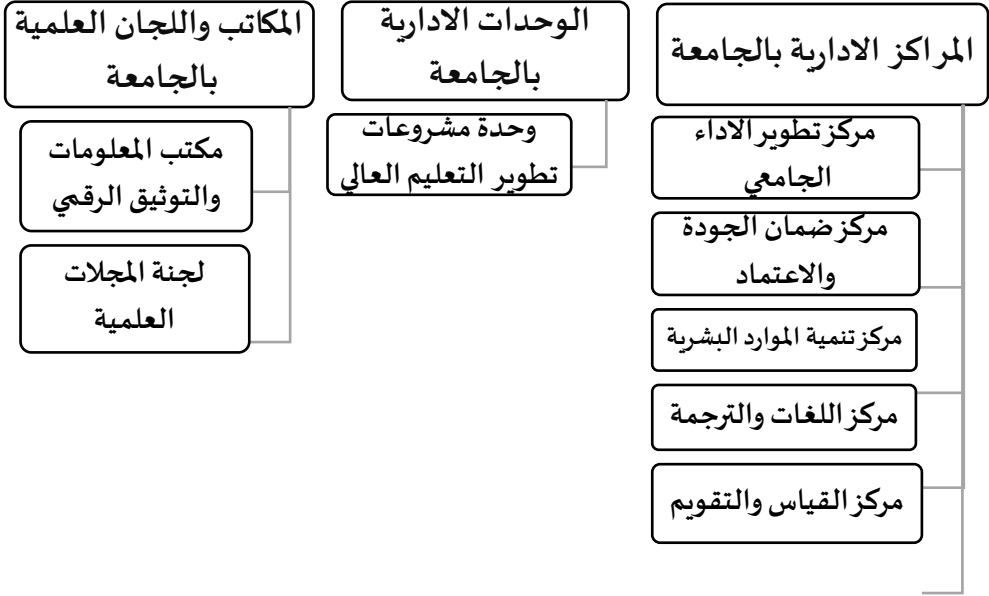 المراكز الادارية بالجامعة
مركز تطوير الاداء
الجامعي
مركز ضمان الجودة
والاعتماد
مركز تنمية الموارد البشرية
مركز اللغات والترجمة
مركز القياس والتقويم
الوحدات الادارية
بالجامعة
وحدة مشروعات
تطوير التعليم العالي
المكاتب واللجان العلمية
بالجامعة
مكتب المعلومات
والتوثيق الرقمي
لجنة المجلات
العلمية